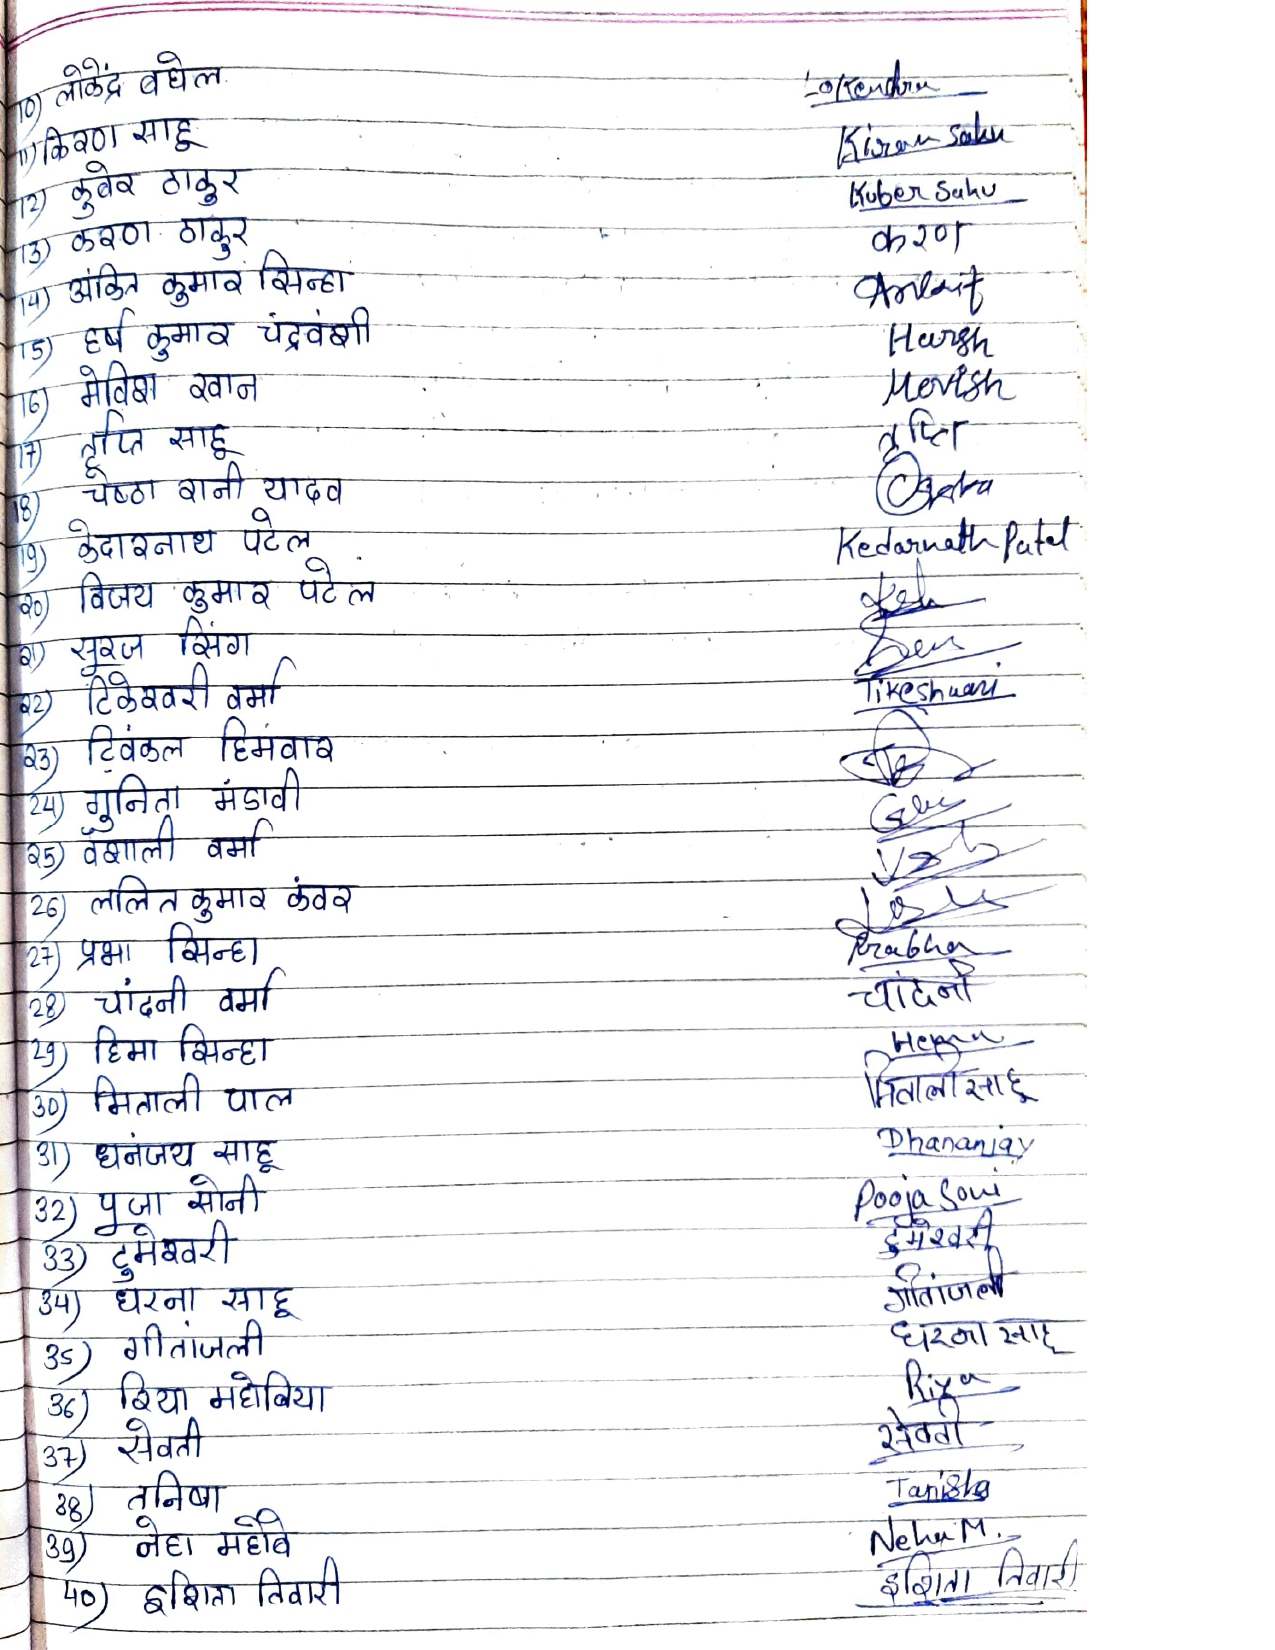 10) लोकेंद्र बघेल Lokendra
11) किरण साहू Kiran Sahu
12) कुबेर ठाकुर Kuber Sahu
13) करण ठाकुर करण
14) अंकित कुमार सिन्हा Ankit
15) हर्ष कुमार चंद्रवंशी Harsh
16) मेविश खान Mevish
17) तृप्ति साहू तृप्ति
18) चेष्ठा रानी यादव
19) केदारनाथ पटेल Kedarnath Patel
20) विजय कुमार पटेल
21) सुरज सिंग
22) टिकेश्वरी वर्मा Tikeshwari
23) ट्विंकल हिमंवार
24) गुनिता मंडावी
25) वैशाली वर्मा
26) ललित कुमार कंवर
27) प्रभा सिन्हा Prabha
28) चांदनी वर्मा चांदनी
29) हिमा सिन्हा Hema
30) मिताली पाल मिताली साहू
31) धनंजय साहू Dhananjay
32) पूजा सोनी Pooja Soni
33) टुमेश्वरी टुमेश्वरी
34) धरना साहू गीतांजली
35) गीतांजली धरना साहू
36) रिया महोबिया Riya
37) सेवती सेवती
38) तनिषा Tanisha
39) नेहा महोबे Neha M.
40) इशिता तिवारी इशिता तिवारी